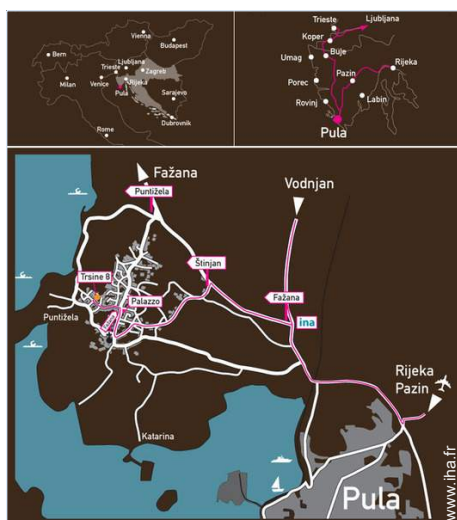 Vienna
Budapest
Bern
Ljubljana
Trieste
Zagreb
Milan
Venice
Rijeka
Pula
Sarajevo
Rome
Dubrovnik
Trieste
Ljubljana
Koper
Umag
Buje
Rijeka
Pazin
Porec
Rovinj
Labin
Pula
Fažana
Puntižela
Vodnjan
Štinjan
Trsine 8
Palazzo
Fažana
Puntižela
ina
Rijeka
Pazin
Katarina
Pula
www.iha.fr